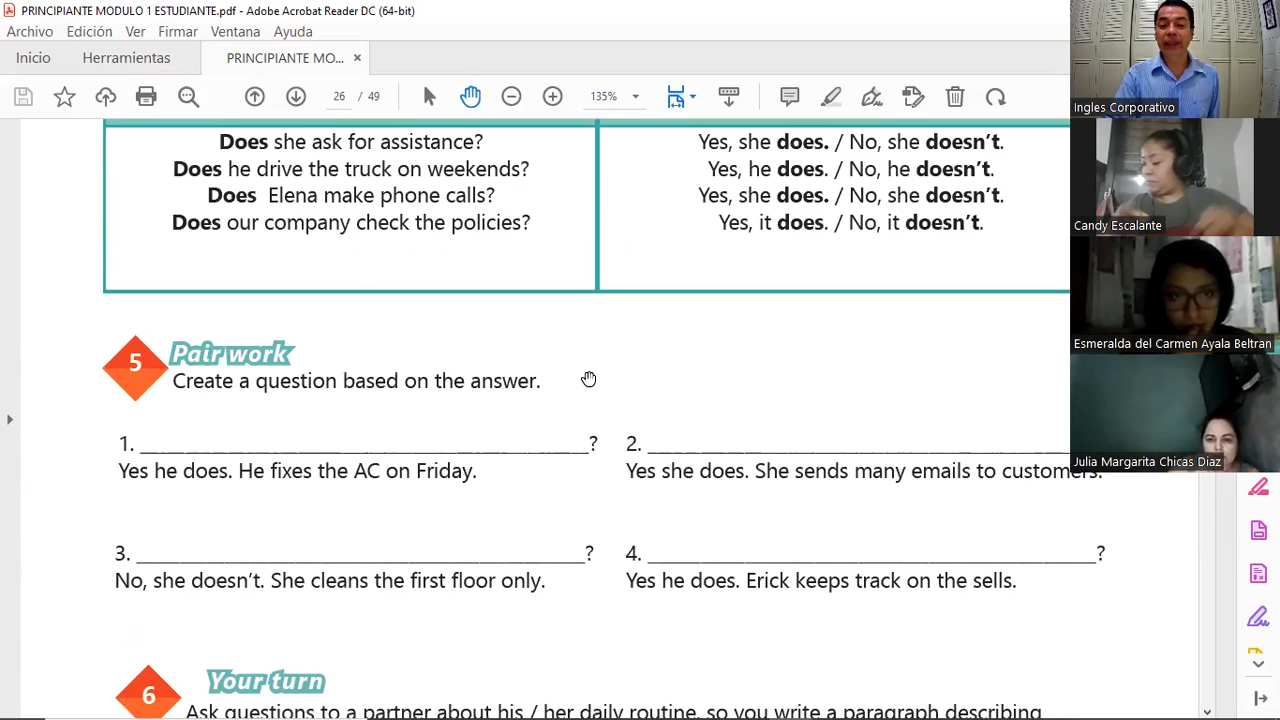 PRINCIPIANTE MODULO 1 ESTUDIANTE.pdf - Adobe Acrobat Reader DC (64-bit)
Archivo Edición Ver Firmar Ventana Ayuda
Inicio Herramientas PRINCIPIANTE MO... ×
26 / 49 135%
Does she ask for assistance? Yes, she does. / No, she doesn't.
Does he drive the truck on weekends? Yes, he does. / No, he doesn't.
Does Elena make phone calls? Yes, she does. / No, she doesn't.
Does our company check the policies? Yes, it does. / No, it doesn't.
5 Pair work
Create a question based on the answer.
1. ________________________________________? 2. ________________________________________
Yes he does. He fixes the AC on Friday. Yes she does. She sends many emails to customers.
3. ________________________________________? 4. ________________________________________?
No, she doesn't. She cleans the first floor only. Yes he does. Erick keeps track on the sells.
6 Your turn
Ask questions to a partner about his / her daily routine, so you write a paragraph describing
Ingles Corporativo
Candy Escalante
Esmeralda del Carmen Ayala Beltran
Julia Margarita Chicas Diaz